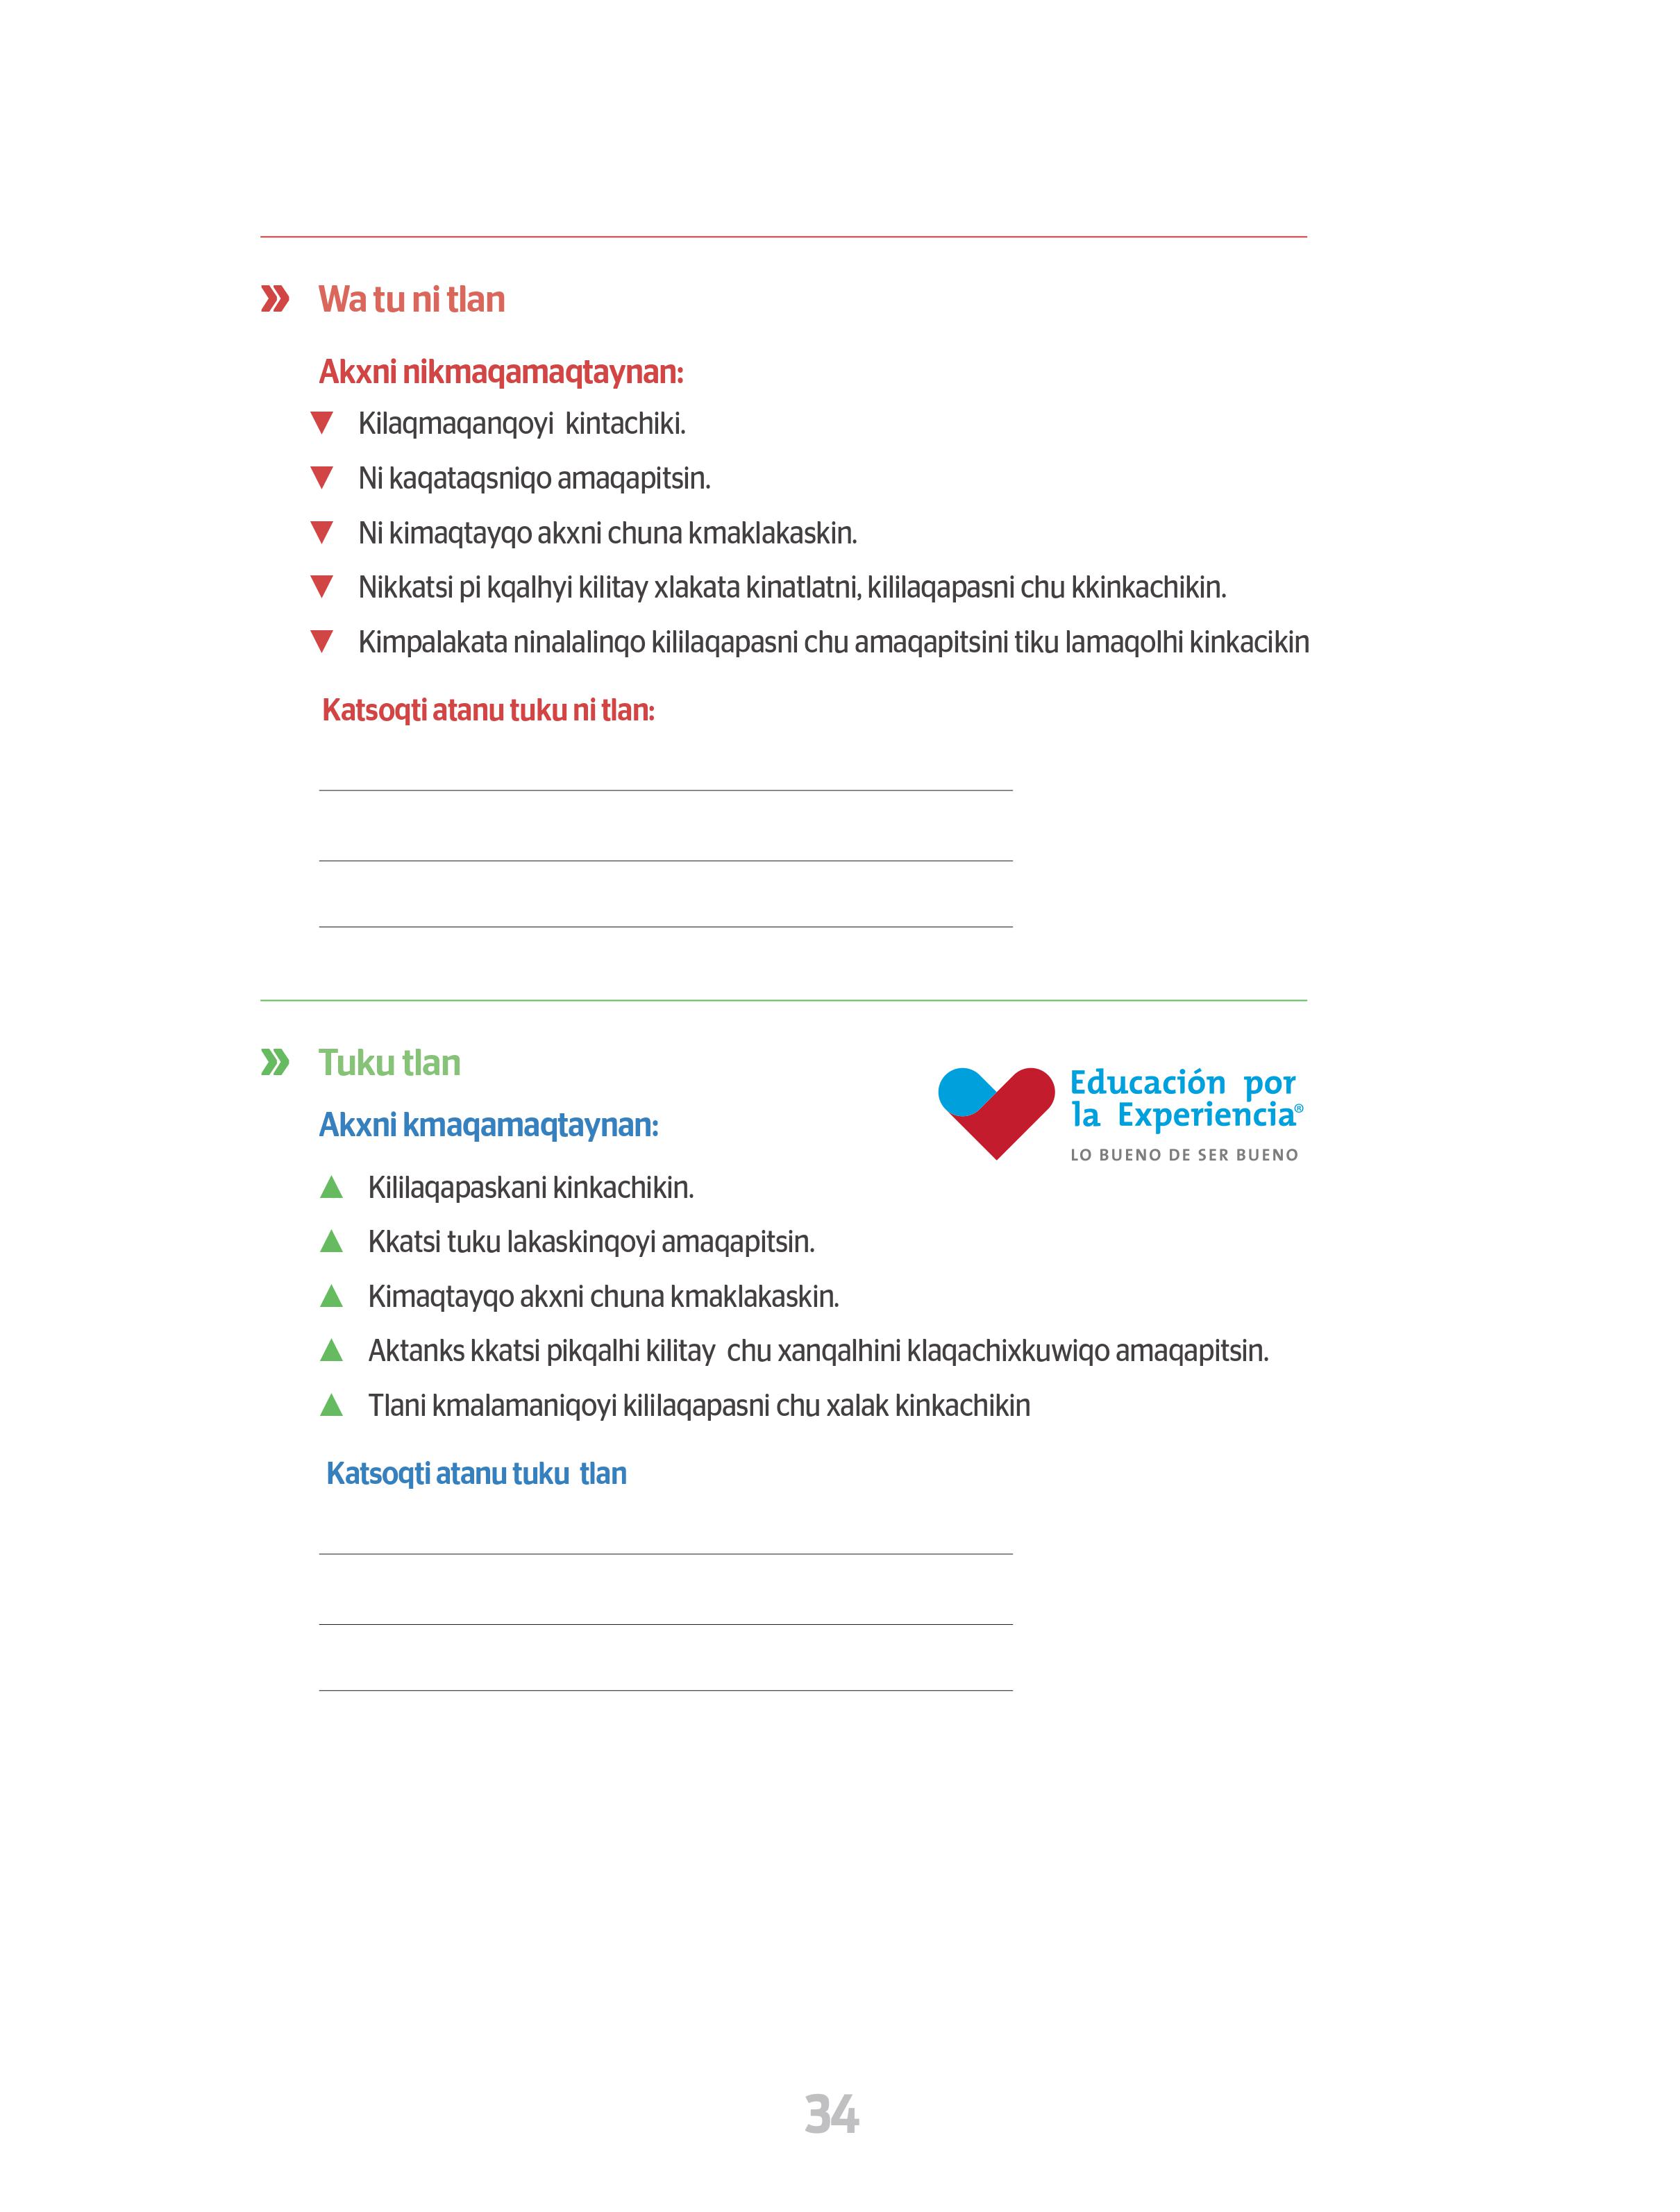 Wa tu ni tlan
Akxni nikmaqamaqtaynan:
Kilaqmaqanqoyi kintachiki.
Ni kaqataqsniqo amaqapitsin.
Ni kimaqtayqo akxni chuna kmaklakaskin.
Nikkatsi pi kqalhyi kilitay xlakata kinatlatni, kililaqapasni chu kkinkachikin.
Kimpalakata ninalalinqo kililaqapasni chu amaqapitsini tiku lamaqolhi kinkacikin
Katsoqti atanu tuku ni tlan:
Tuku tlan
Educación por
la Experiencia®
LO BUENO DE SER BUENO
Akxni kmaqamaqtaynan:
Kililaqapaskani kinkachikin.
Kkatsi tuku lakaskinqoyi amaqapitsin.
Kimaqtayqo akxni chuna kmaklakaskin.
Aktanks kkatsi pikqalhi kilitay chu xanqalhini klaqachixkuwiqo amaqapitsin.
Tlani kmalamaniqoyi kililaqapasni chu xalak kinkachikin
Katsoqti atanu tuku tlan
34